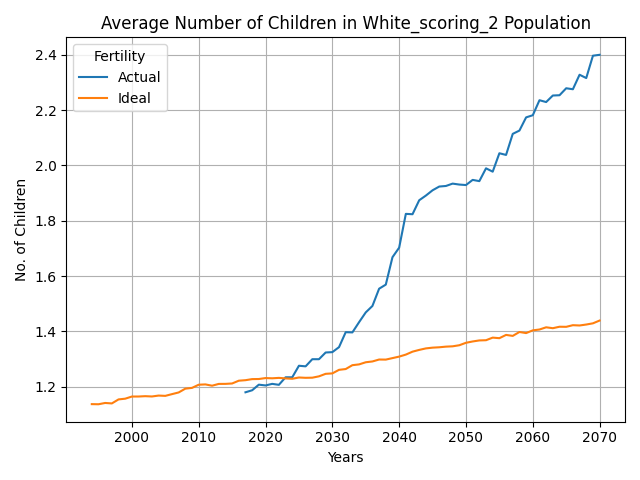 Average Number of Children in White_scoring_2 Population
Fertility
Actual
Ideal
No. of Children
2.4
2.2
2.0
1.8
1.6
1.4
1.2
2000 2010 2020 2030 2040 2050 2060 2070
Years